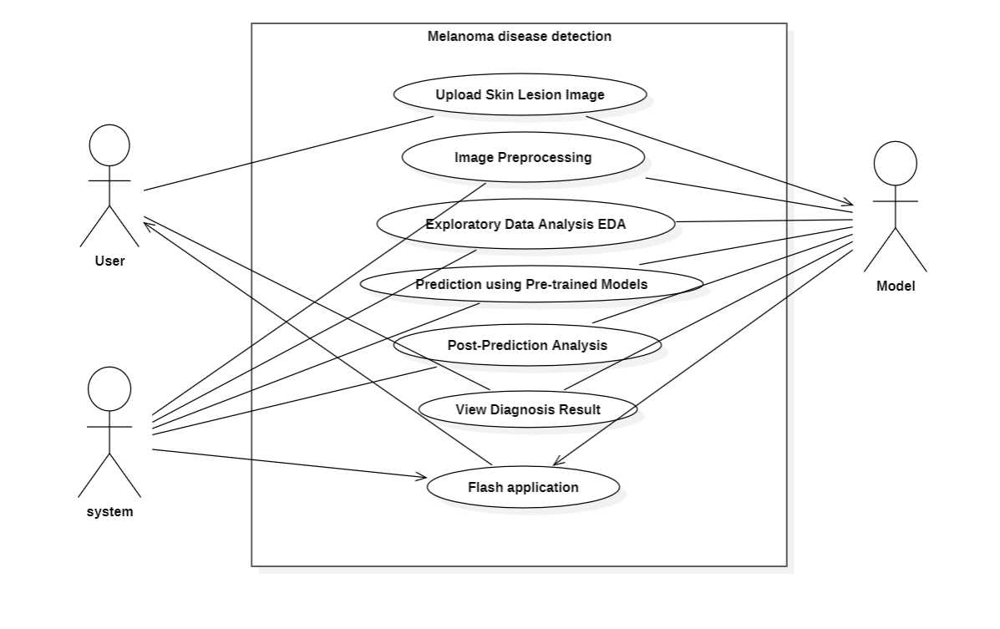 Melanoma disease detection
Upload Skin Lesion Image
Image Preprocessing
Exploratory Data Analysis EDA
Prediction using Pre-trained Models
Post-Prediction Analysis
View Diagnosis Result
Flash application
User
system
Model